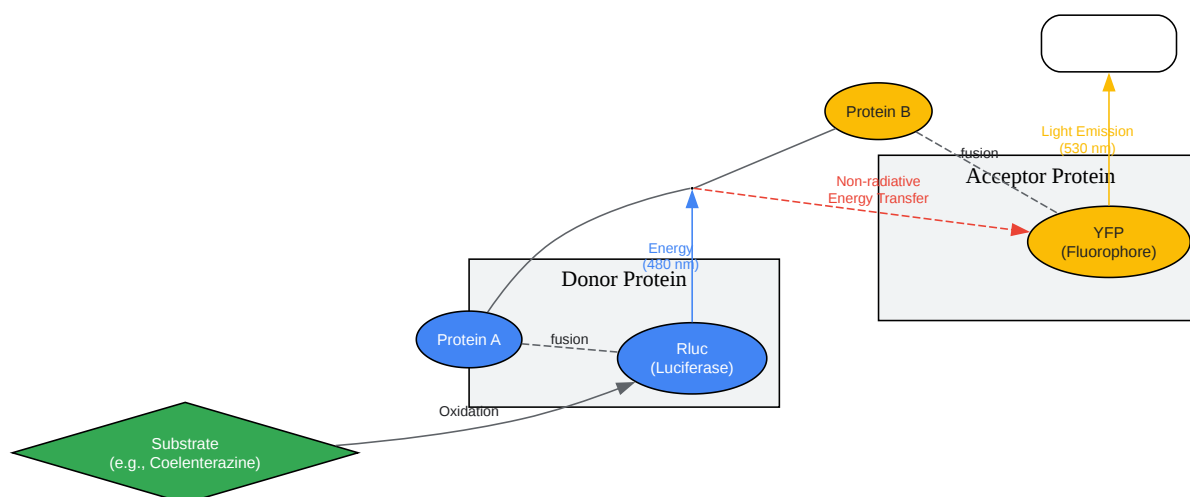 Protein B
Light Emission
(530 nm)
fusion
Acceptor Protein
Non-radiative
Energy Transfer
YFP
(Fluorophore)
Energy
(480 nm)
Donor Protein
Protein A
fusion
Rluc
(Luciferase)
Oxidation
Substrate
(e.g., Coelenterazine)